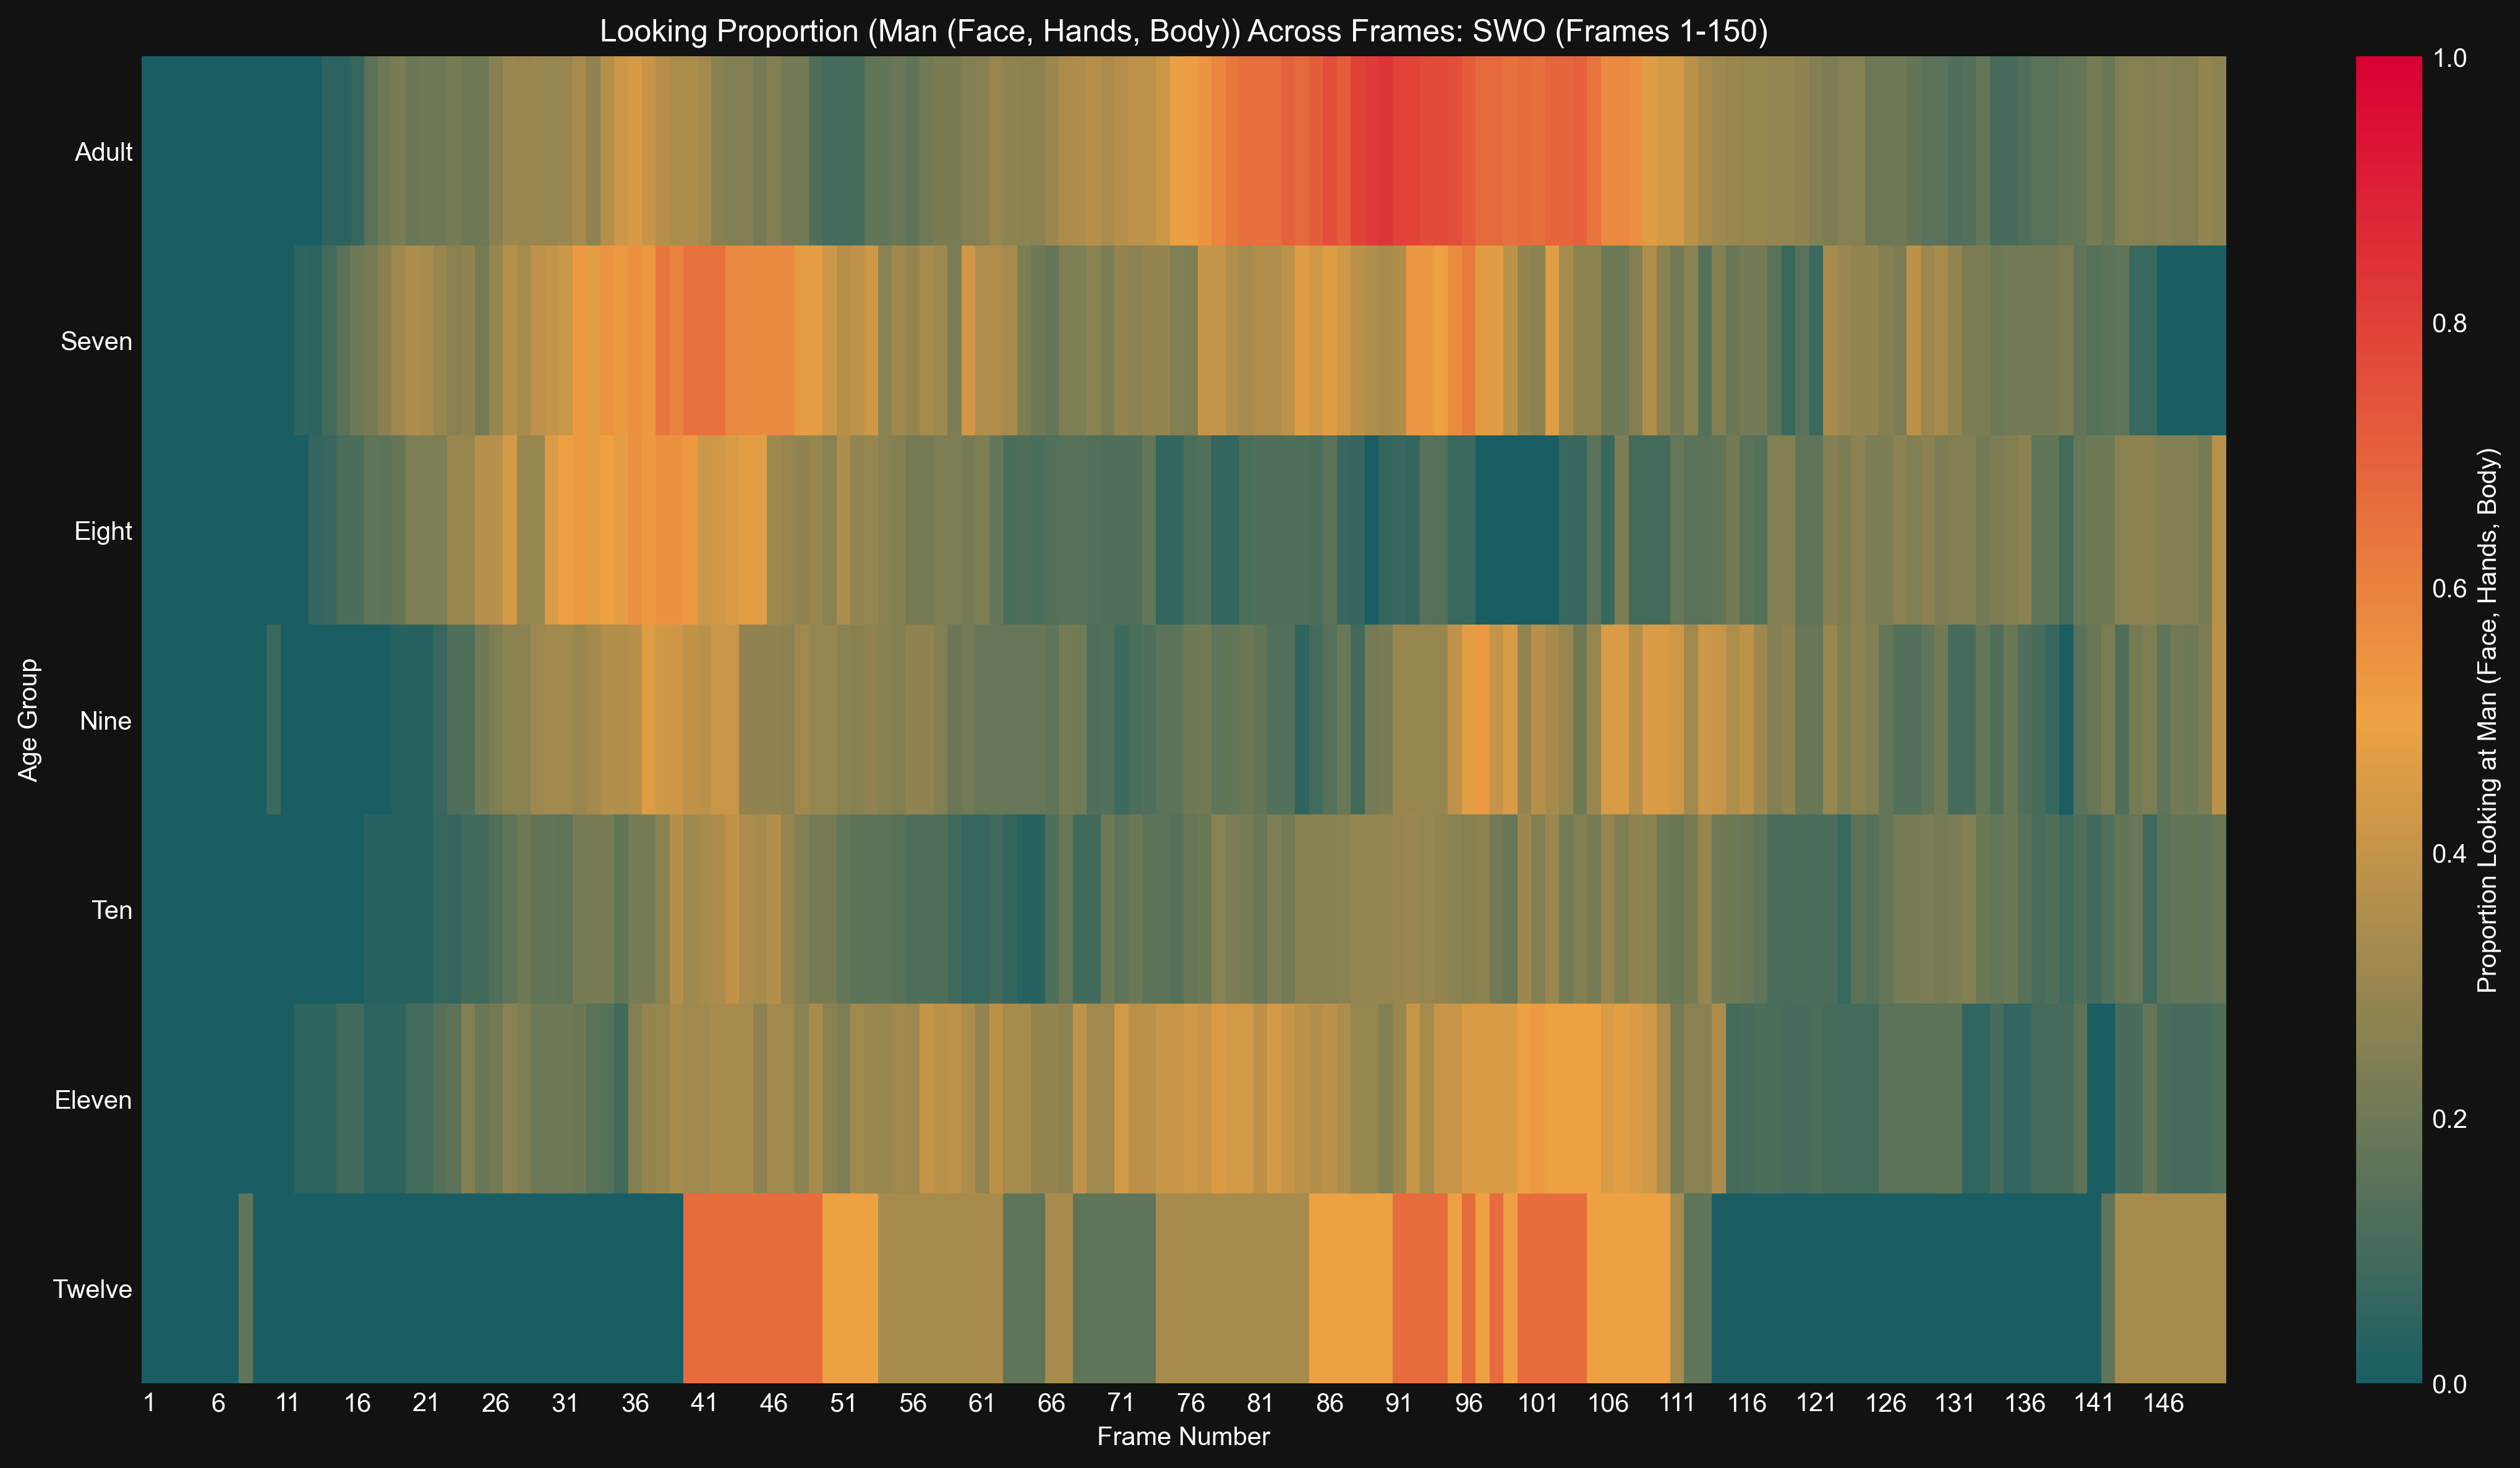 Looking Proportion (Man (Face, Hands, Body)) Across Frames: SWO (Frames 1-150)
Age Group
Adult
Seven
Eight
Nine
Ten
Eleven
Twelve
1 6 11 16 21 26 31 36 41 46 51 56 61 66 71 76 81 86 91 96 101 106 111 116 121 126 131 136 141 146
Frame Number
1.0
0.8
0.6
0.4
0.2
0.0
Proportion Looking at Man (Face, Hands, Body)